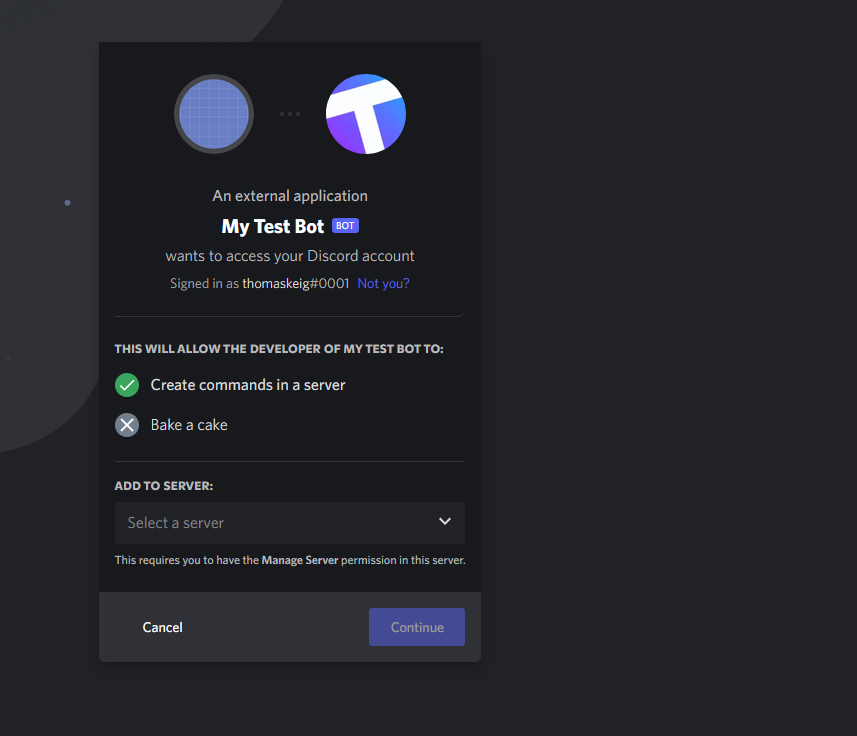 An external application
My Test Bot BOT
wants to access your Discord account
Signed in as thomaskeig#0001 Not you?
THIS WILL ALLOW THE DEVELOPER OF MY TEST BOT TO:
Create commands in a server
Bake a cake
ADD TO SERVER:
Select a server
This requires you to have the Manage Server permission in this server.
Cancel Continue